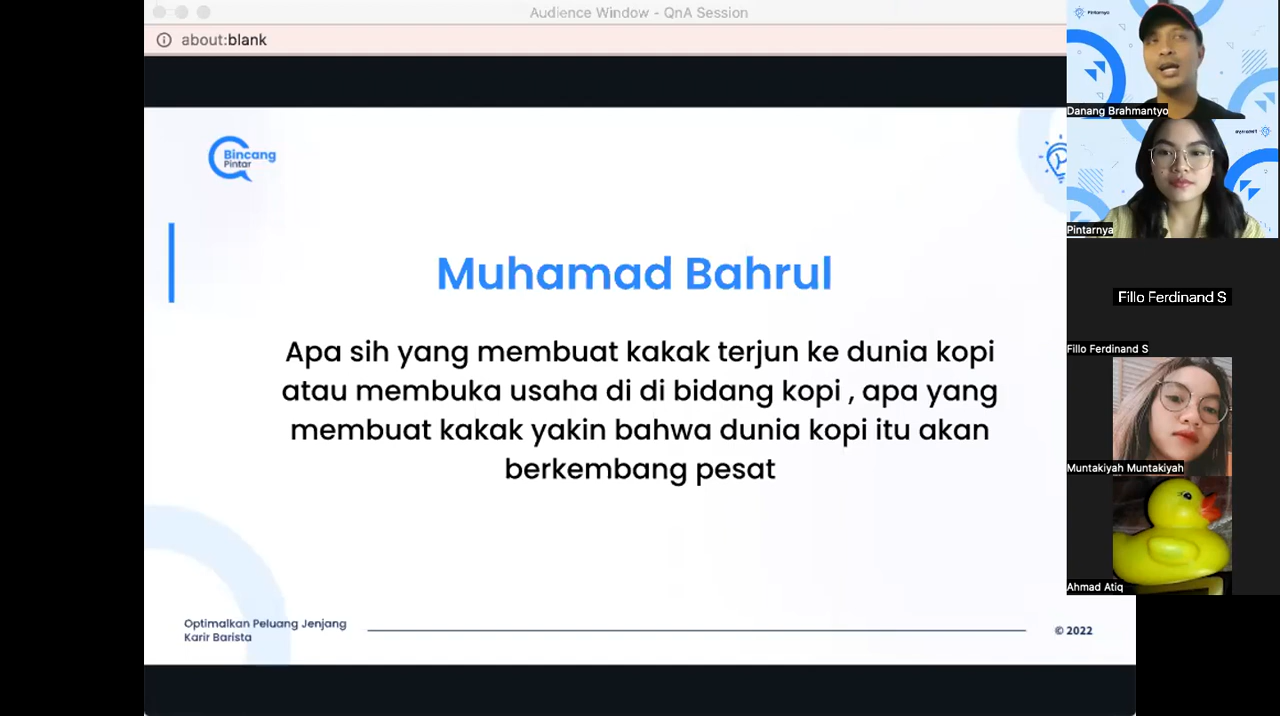 Audience Window - QnA Session
about:blank
Bincang
Pintar
Muhamad Bahrul
Apa sih yang membuat kakak terjun ke dunia kopi
atau membuka usaha di di bidang kopi , apa yang
membuat kakak yakin bahwa dunia kopi itu akan
berkembang pesat
Optimalkan Peluang Jenjang
Karir Barista
© 2022
Pintarnya
Danang Brahmantyo
Pintarnya
Pintarnya
Fillo Ferdinand S
Fillo Ferdinand S
Muntakiyah Muntakiyah
Ahmad Atiq